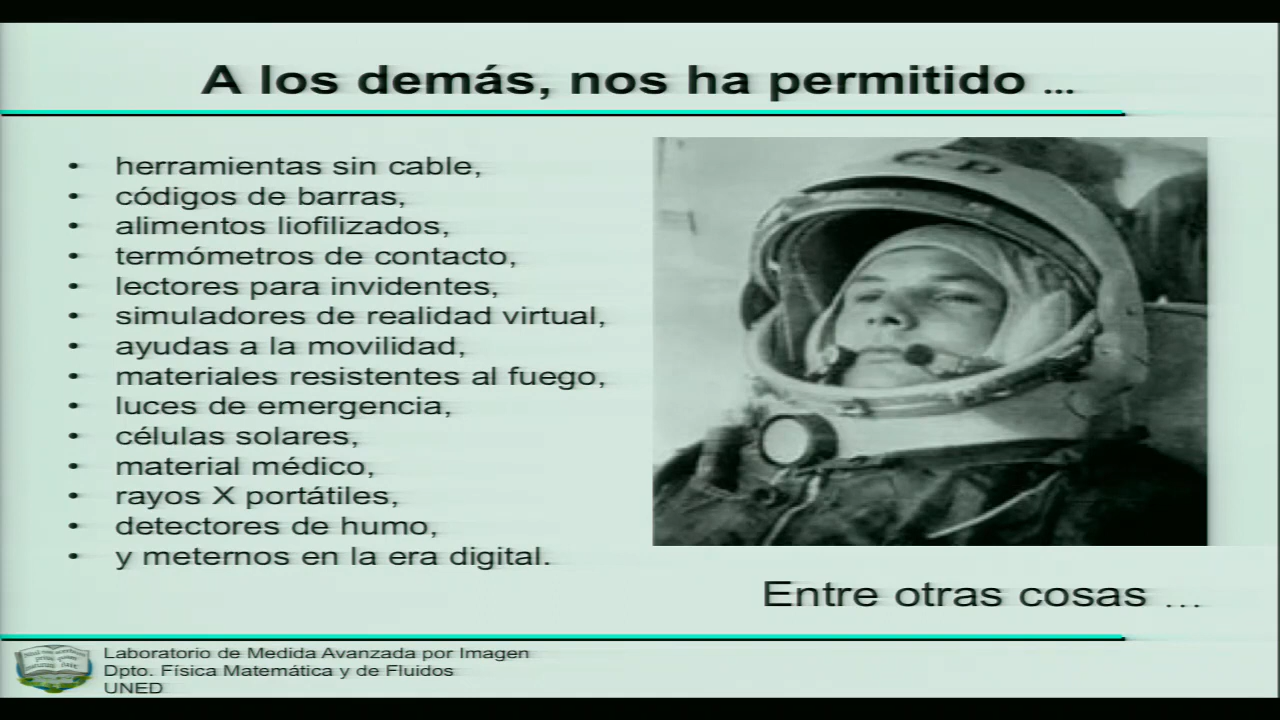 A los demás, nos ha permitido ...
• herramientas sin cable,
• códigos de barras,
• alimentos liofilizados,
• termómetros de contacto,
• lectores para invidentes,
• simuladores de realidad virtual,
• ayudas a la movilidad,
• materiales resistentes al fuego,
• luces de emergencia,
• células solares,
• material médico,
• rayos X portátiles,
• detectores de humo,
• y meternos en la era digital.
Entre otras cosas ...
Laboratorio de Medida Avanzada por Imagen
Dpto. Física Matemática y de Fluidos
UNED